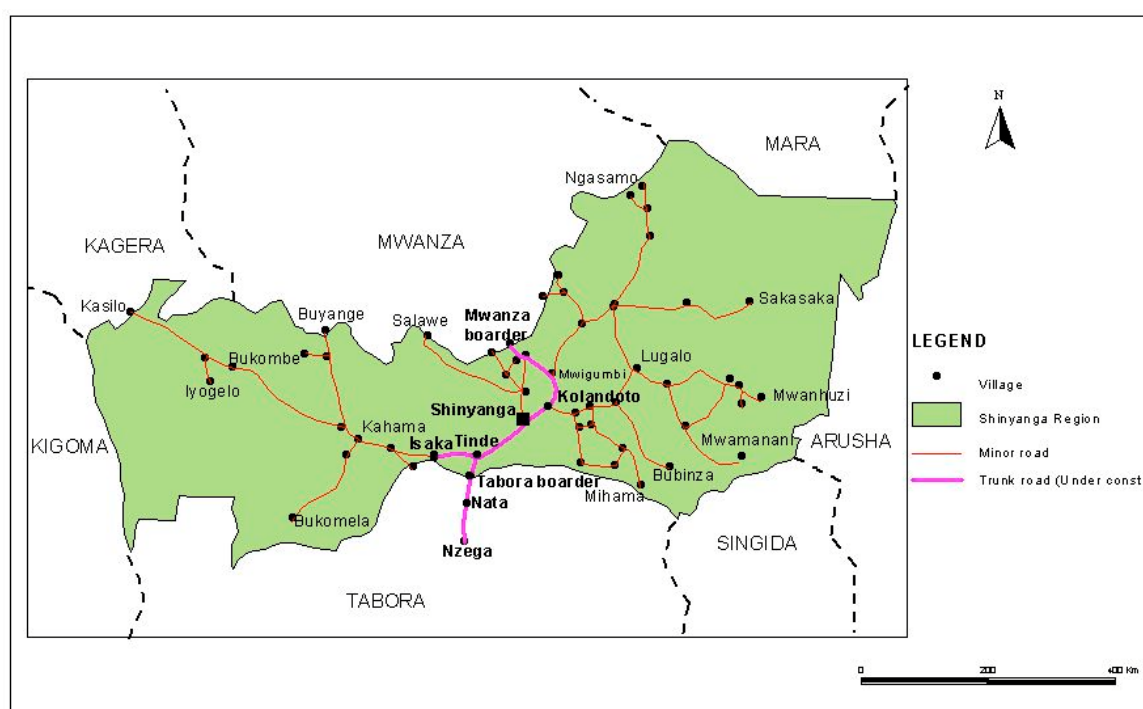 N
MARA
Ngasamo
KAGERA
MWANZA
Kasilo
Buyange
Salawe
Mwanza
boarder
Sakasaka
LEGEND
Bukombe
Iyogelo
Lugalo
Mwigumbi
Village
Kolandoto
Mwanhuzi
Shinyanga
Shinyanga Region
KIGOMA
Kahama
Isaka
Tinde
Mwamanani
ARUSHA
Minor road
Bubinza
Tabora boarder
Mihama
Trunk road (Under const
Nata
Bukomela
Nzega
SINGIDA
TABORA
0 200 400 Km